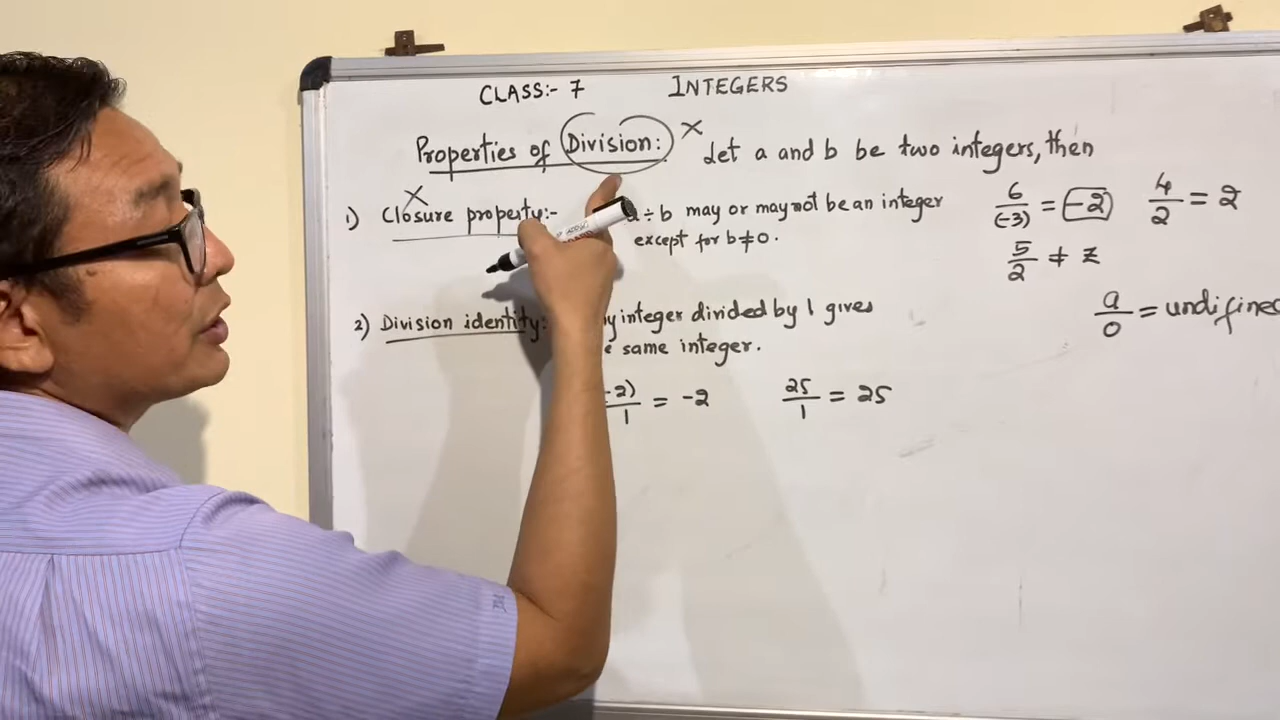 CLASS:- 7 INTEGERS
Properties of Division: × Let a and b be two integers, then
×
1) Closure property:- a ÷ b may or may not be an integer
except for b ≠ 0.
6/(-3) = -2 4/2 = 2
5/2 ≠ Z
a/0 = undifined
2) Division identity: integer divided by 1 gives
same integer.
-2)/1 = -2 25/1 = 25